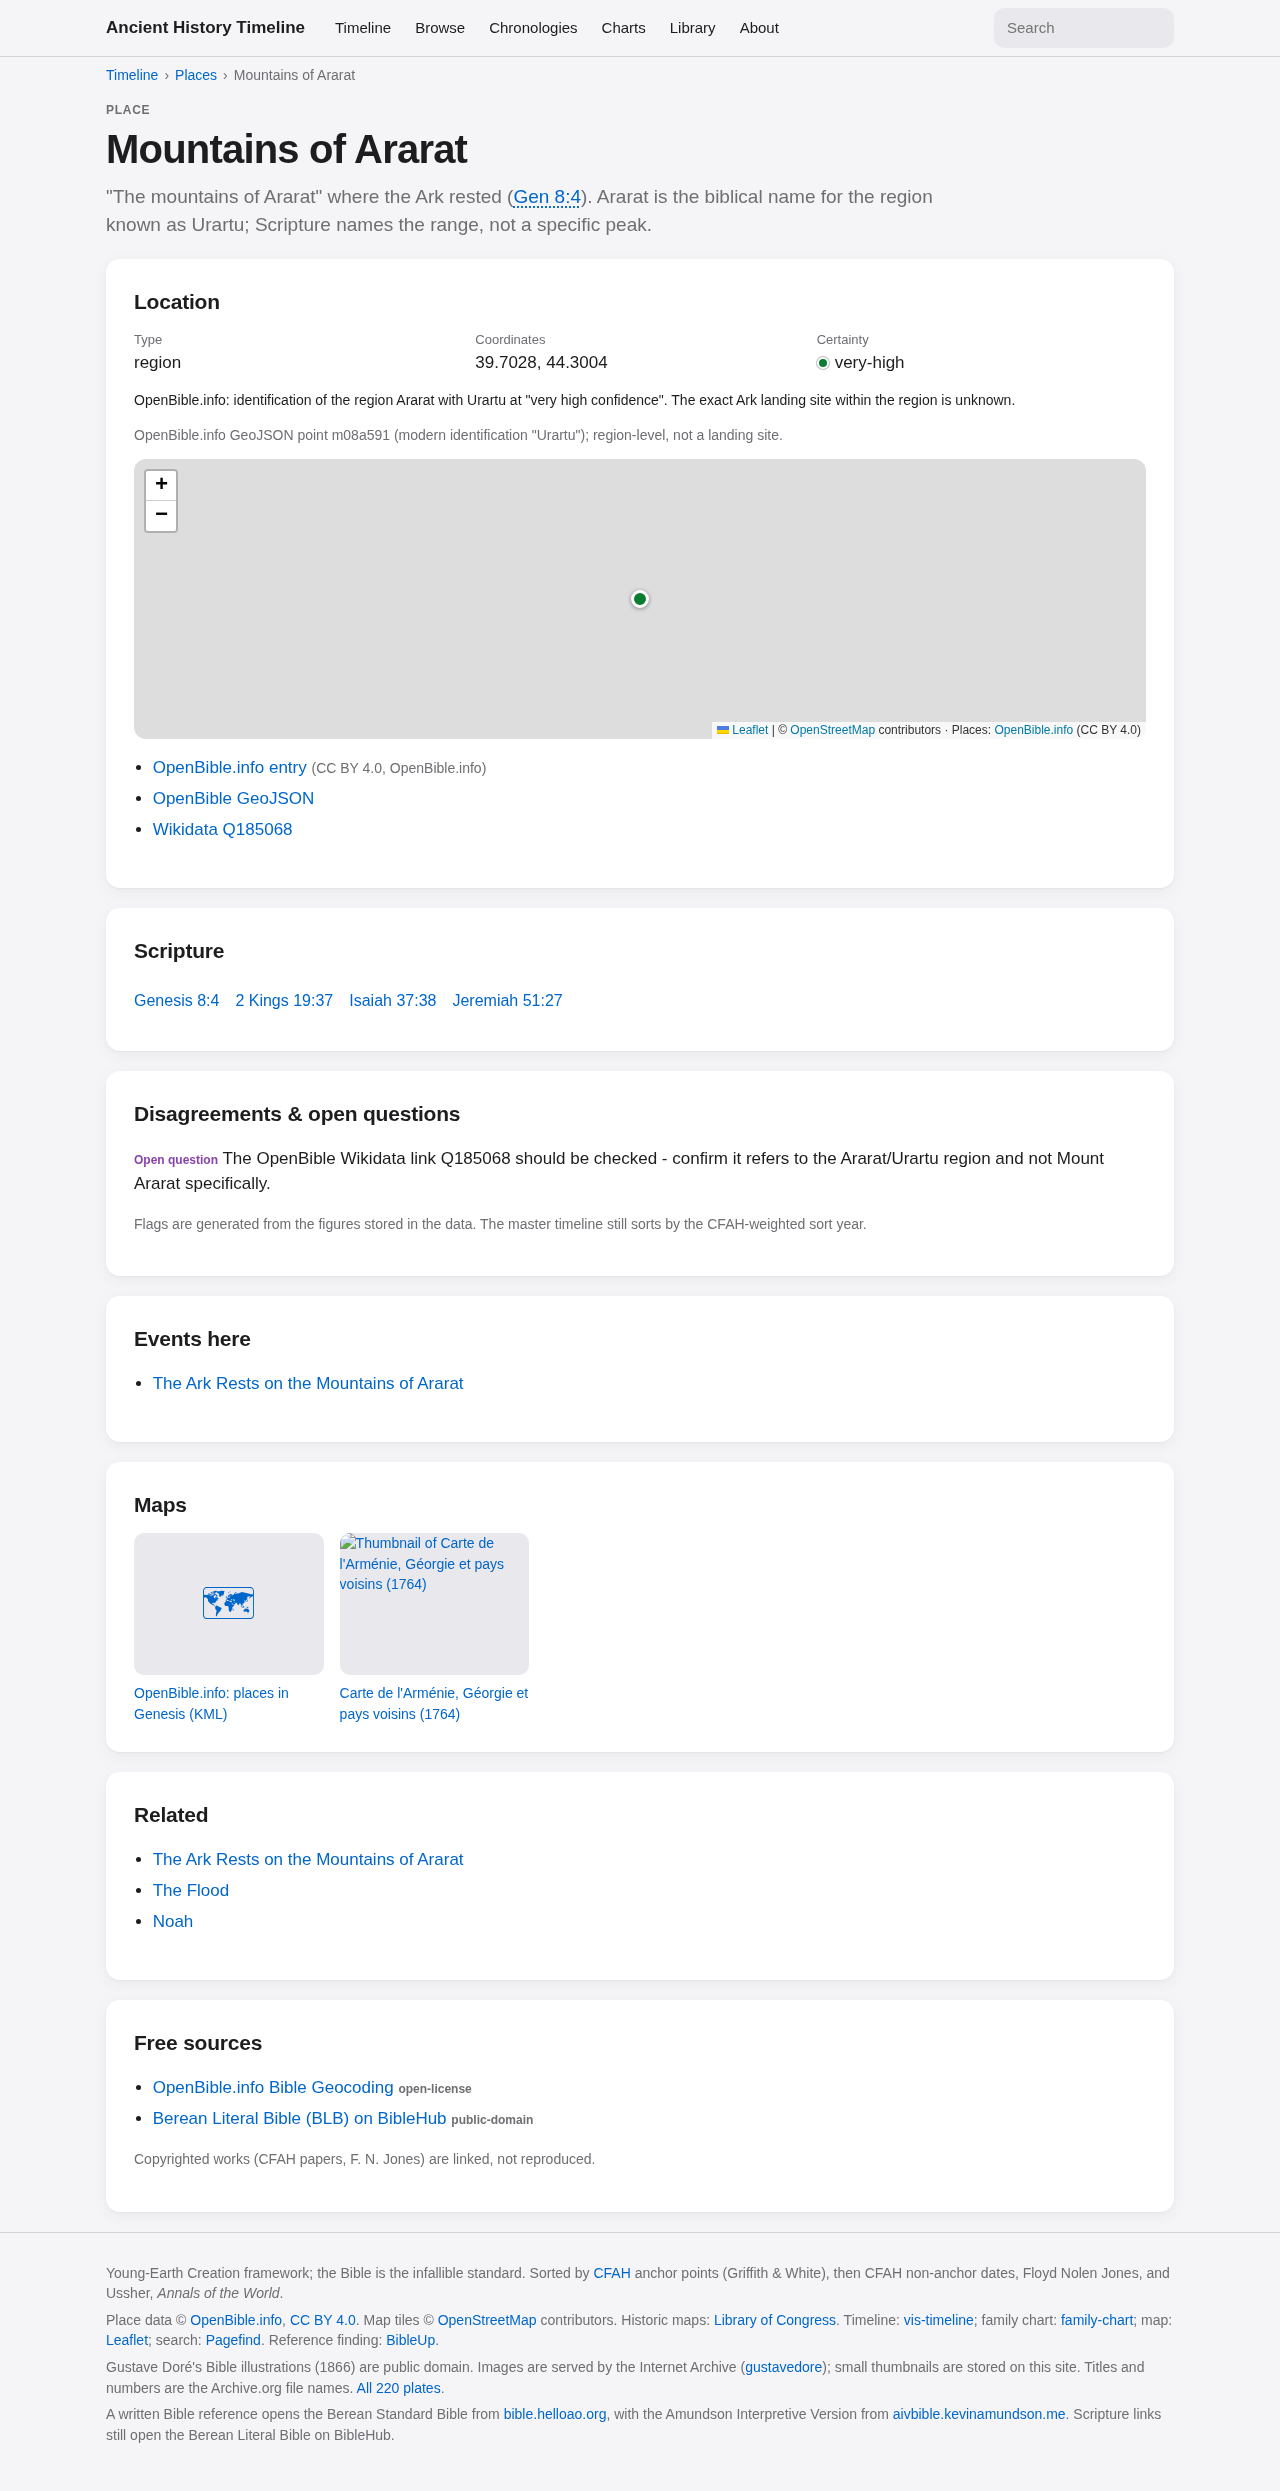 Ancient History Timeline Timeline Browse Chronologies Charts Library About Search
Timeline › Places › Mountains of Ararat
PLACE
Mountains of Ararat
"The mountains of Ararat" where the Ark rested (Gen 8:4). Ararat is the biblical name for the region
known as Urartu; Scripture names the range, not a specific peak.
Location
Type Coordinates Certainty
region 39.7028, 44.3004 very-high
OpenBible.info: identification of the region Ararat with Urartu at "very high confidence". The exact Ark landing site within the region is unknown.
OpenBible.info GeoJSON point m08a591 (modern identification "Urartu"); region-level, not a landing site.
+
−
Leaflet | © OpenStreetMap contributors · Places: OpenBible.info (CC BY 4.0)
• OpenBible.info entry (CC BY 4.0, OpenBible.info)
• OpenBible GeoJSON
• Wikidata Q185068
Scripture
Genesis 8:4 2 Kings 19:37 Isaiah 37:38 Jeremiah 51:27
Disagreements & open questions
Open question The OpenBible Wikidata link Q185068 should be checked - confirm it refers to the Ararat/Urartu region and not Mount
Ararat specifically.
Flags are generated from the figures stored in the data. The master timeline still sorts by the CFAH-weighted sort year.
Events here
• The Ark Rests on the Mountains of Ararat
Maps
Thumbnail of Carte de
l'Arménie, Géorgie et pays
voisins (1764)
OpenBible.info: places in
Genesis (KML)
Carte de l'Arménie, Géorgie et
pays voisins (1764)
Related
• The Ark Rests on the Mountains of Ararat
• The Flood
• Noah
Free sources
• OpenBible.info Bible Geocoding open-license
• Berean Literal Bible (BLB) on BibleHub public-domain
Copyrighted works (CFAH papers, F. N. Jones) are linked, not reproduced.
Young-Earth Creation framework; the Bible is the infallible standard. Sorted by CFAH anchor points (Griffith & White), then CFAH non-anchor dates, Floyd Nolen Jones, and
Ussher, Annals of the World.
Place data © OpenBible.info, CC BY 4.0. Map tiles © OpenStreetMap contributors. Historic maps: Library of Congress. Timeline: vis-timeline; family chart: family-chart; map:
Leaflet; search: Pagefind. Reference finding: BibleUp.
Gustave Doré's Bible illustrations (1866) are public domain. Images are served by the Internet Archive (gustavedore); small thumbnails are stored on this site. Titles and
numbers are the Archive.org file names. All 220 plates.
A written Bible reference opens the Berean Standard Bible from bible.helloao.org, with the Amundson Interpretive Version from aivbible.kevinamundson.me. Scripture links
still open the Berean Literal Bible on BibleHub.